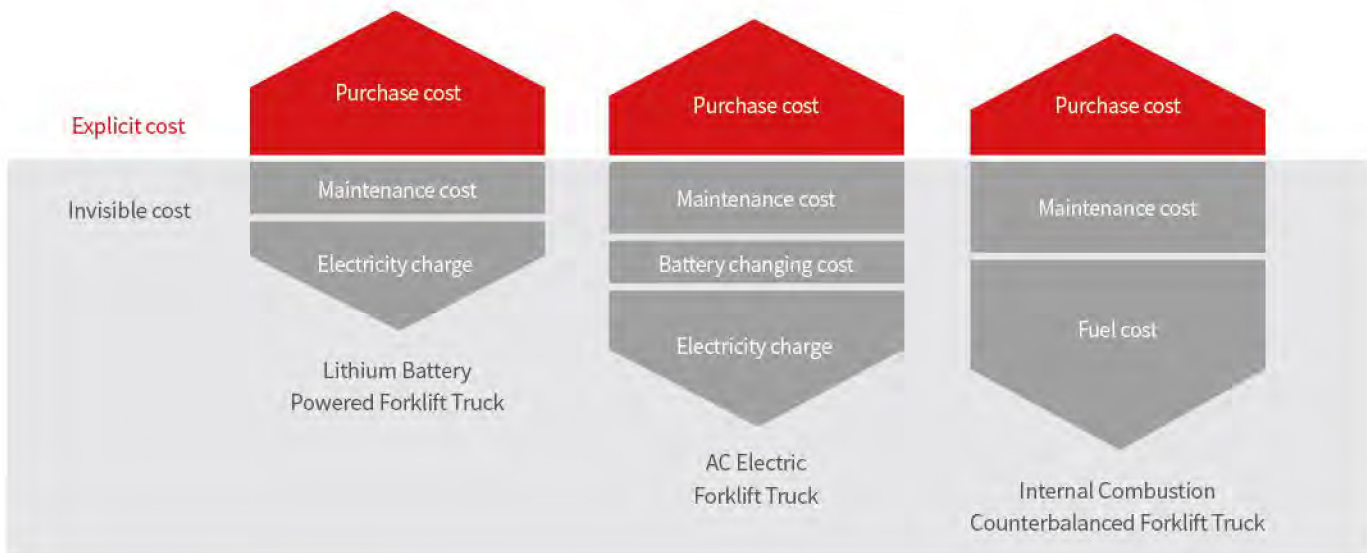 Explicit cost
Invisible cost
Purchase cost
Maintenance cost
Electricity charge
Lithium Battery
Powered Forklift Truck
Purchase cost
Maintenance cost
Battery changing cost
Electricity charge
AC Electric
Forklift Truck
Purchase cost
Maintenance cost
Fuel cost
Internal Combustion
Counterbalanced Forklift Truck